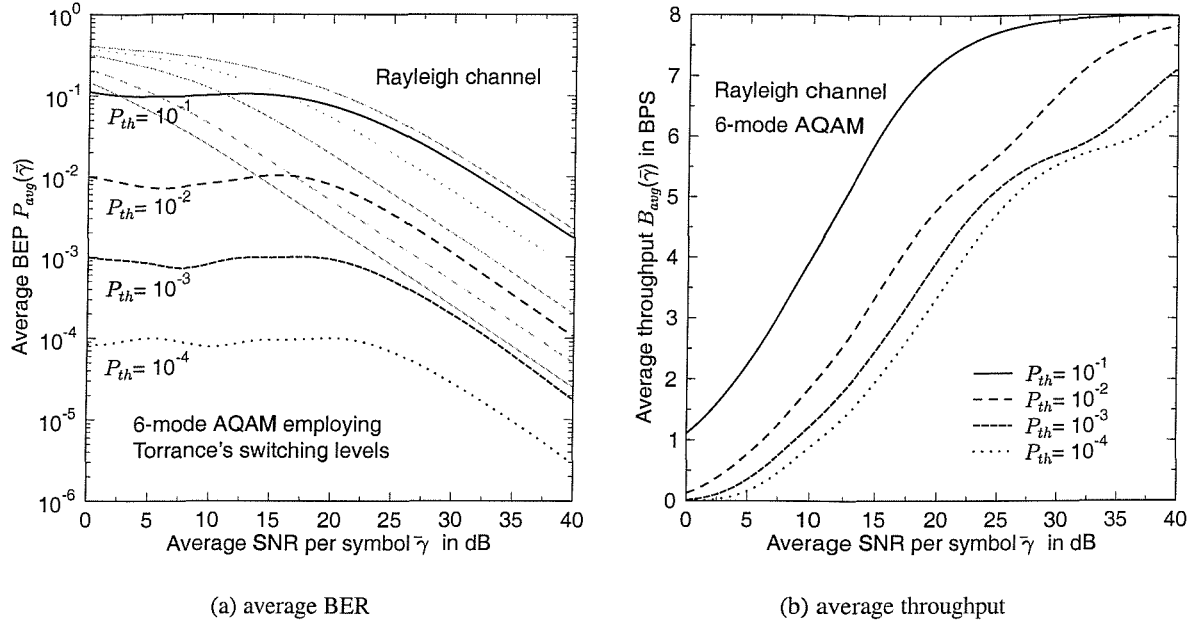 10^0
10^-1
10^-2
10^-3
10^-4
10^-5
10^-6
Average BEP P_avg(γ̄)
Rayleigh channel
P_th= 10^-1
P_th= 10^-2
P_th= 10^-3
P_th= 10^-4
6-mode AQAM employing
Torrance's switching levels
0 5 10 15 20 25 30 35 40
Average SNR per symbol γ̄ in dB
(a) average BER
8
7
6
5
4
3
2
1
0
Average throughput B_avg(γ̄) in BPS
Rayleigh channel
6-mode AQAM
P_th= 10^-1
P_th= 10^-2
P_th= 10^-3
P_th= 10^-4
0 5 10 15 20 25 30 35 40
Average SNR per symbol γ̄ in dB
(b) average throughput